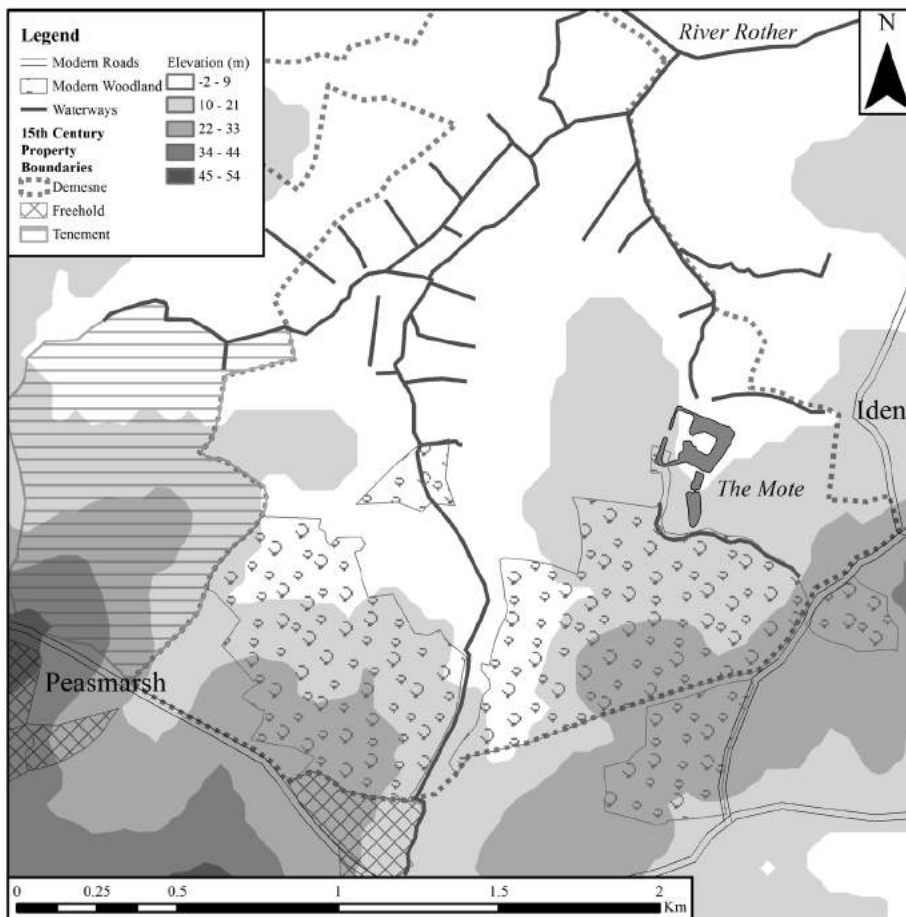 Legend
Modern Roads
Modern Woodland
Waterways
15th Century
Property
Boundaries
Demesne
Freehold
Tenement
Elevation (m)
-2 - 9
10 - 21
22 - 33
34 - 44
45 - 54
River Rother
N
Iden
The Mote
Peasmarsh
0 0.25 0.5 1 1.5 2
Km